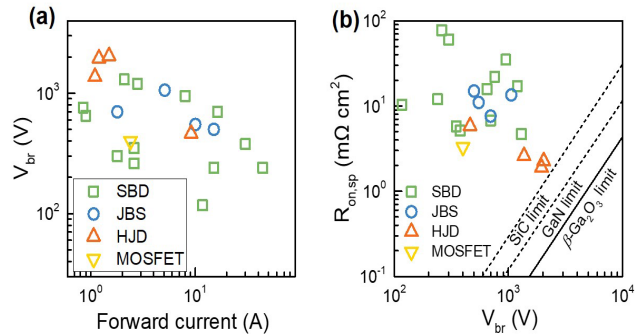 (a)
V_br (V)
10^3
10^2
SBD
JBS
HJD
MOSFET
10^0
10^1
Forward current (A)
(b)
R_on,sp (mΩ cm^2)
10^2
10^1
10^0
10^-1
SBD
JBS
HJD
MOSFET
SiC limit
GaN limit
β-Ga_2O_3 limit
10^2
10^3
10^4
V_br (V)